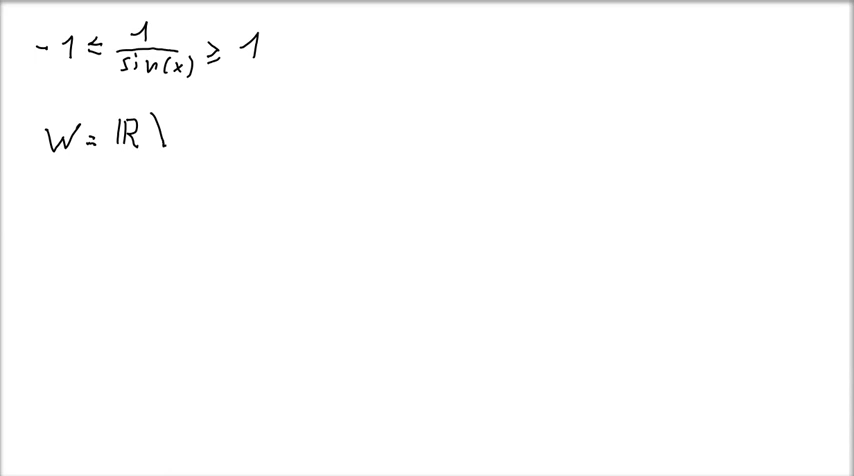 -1 ≤ 1/sin(x) ≥ 1
W = ℝ \